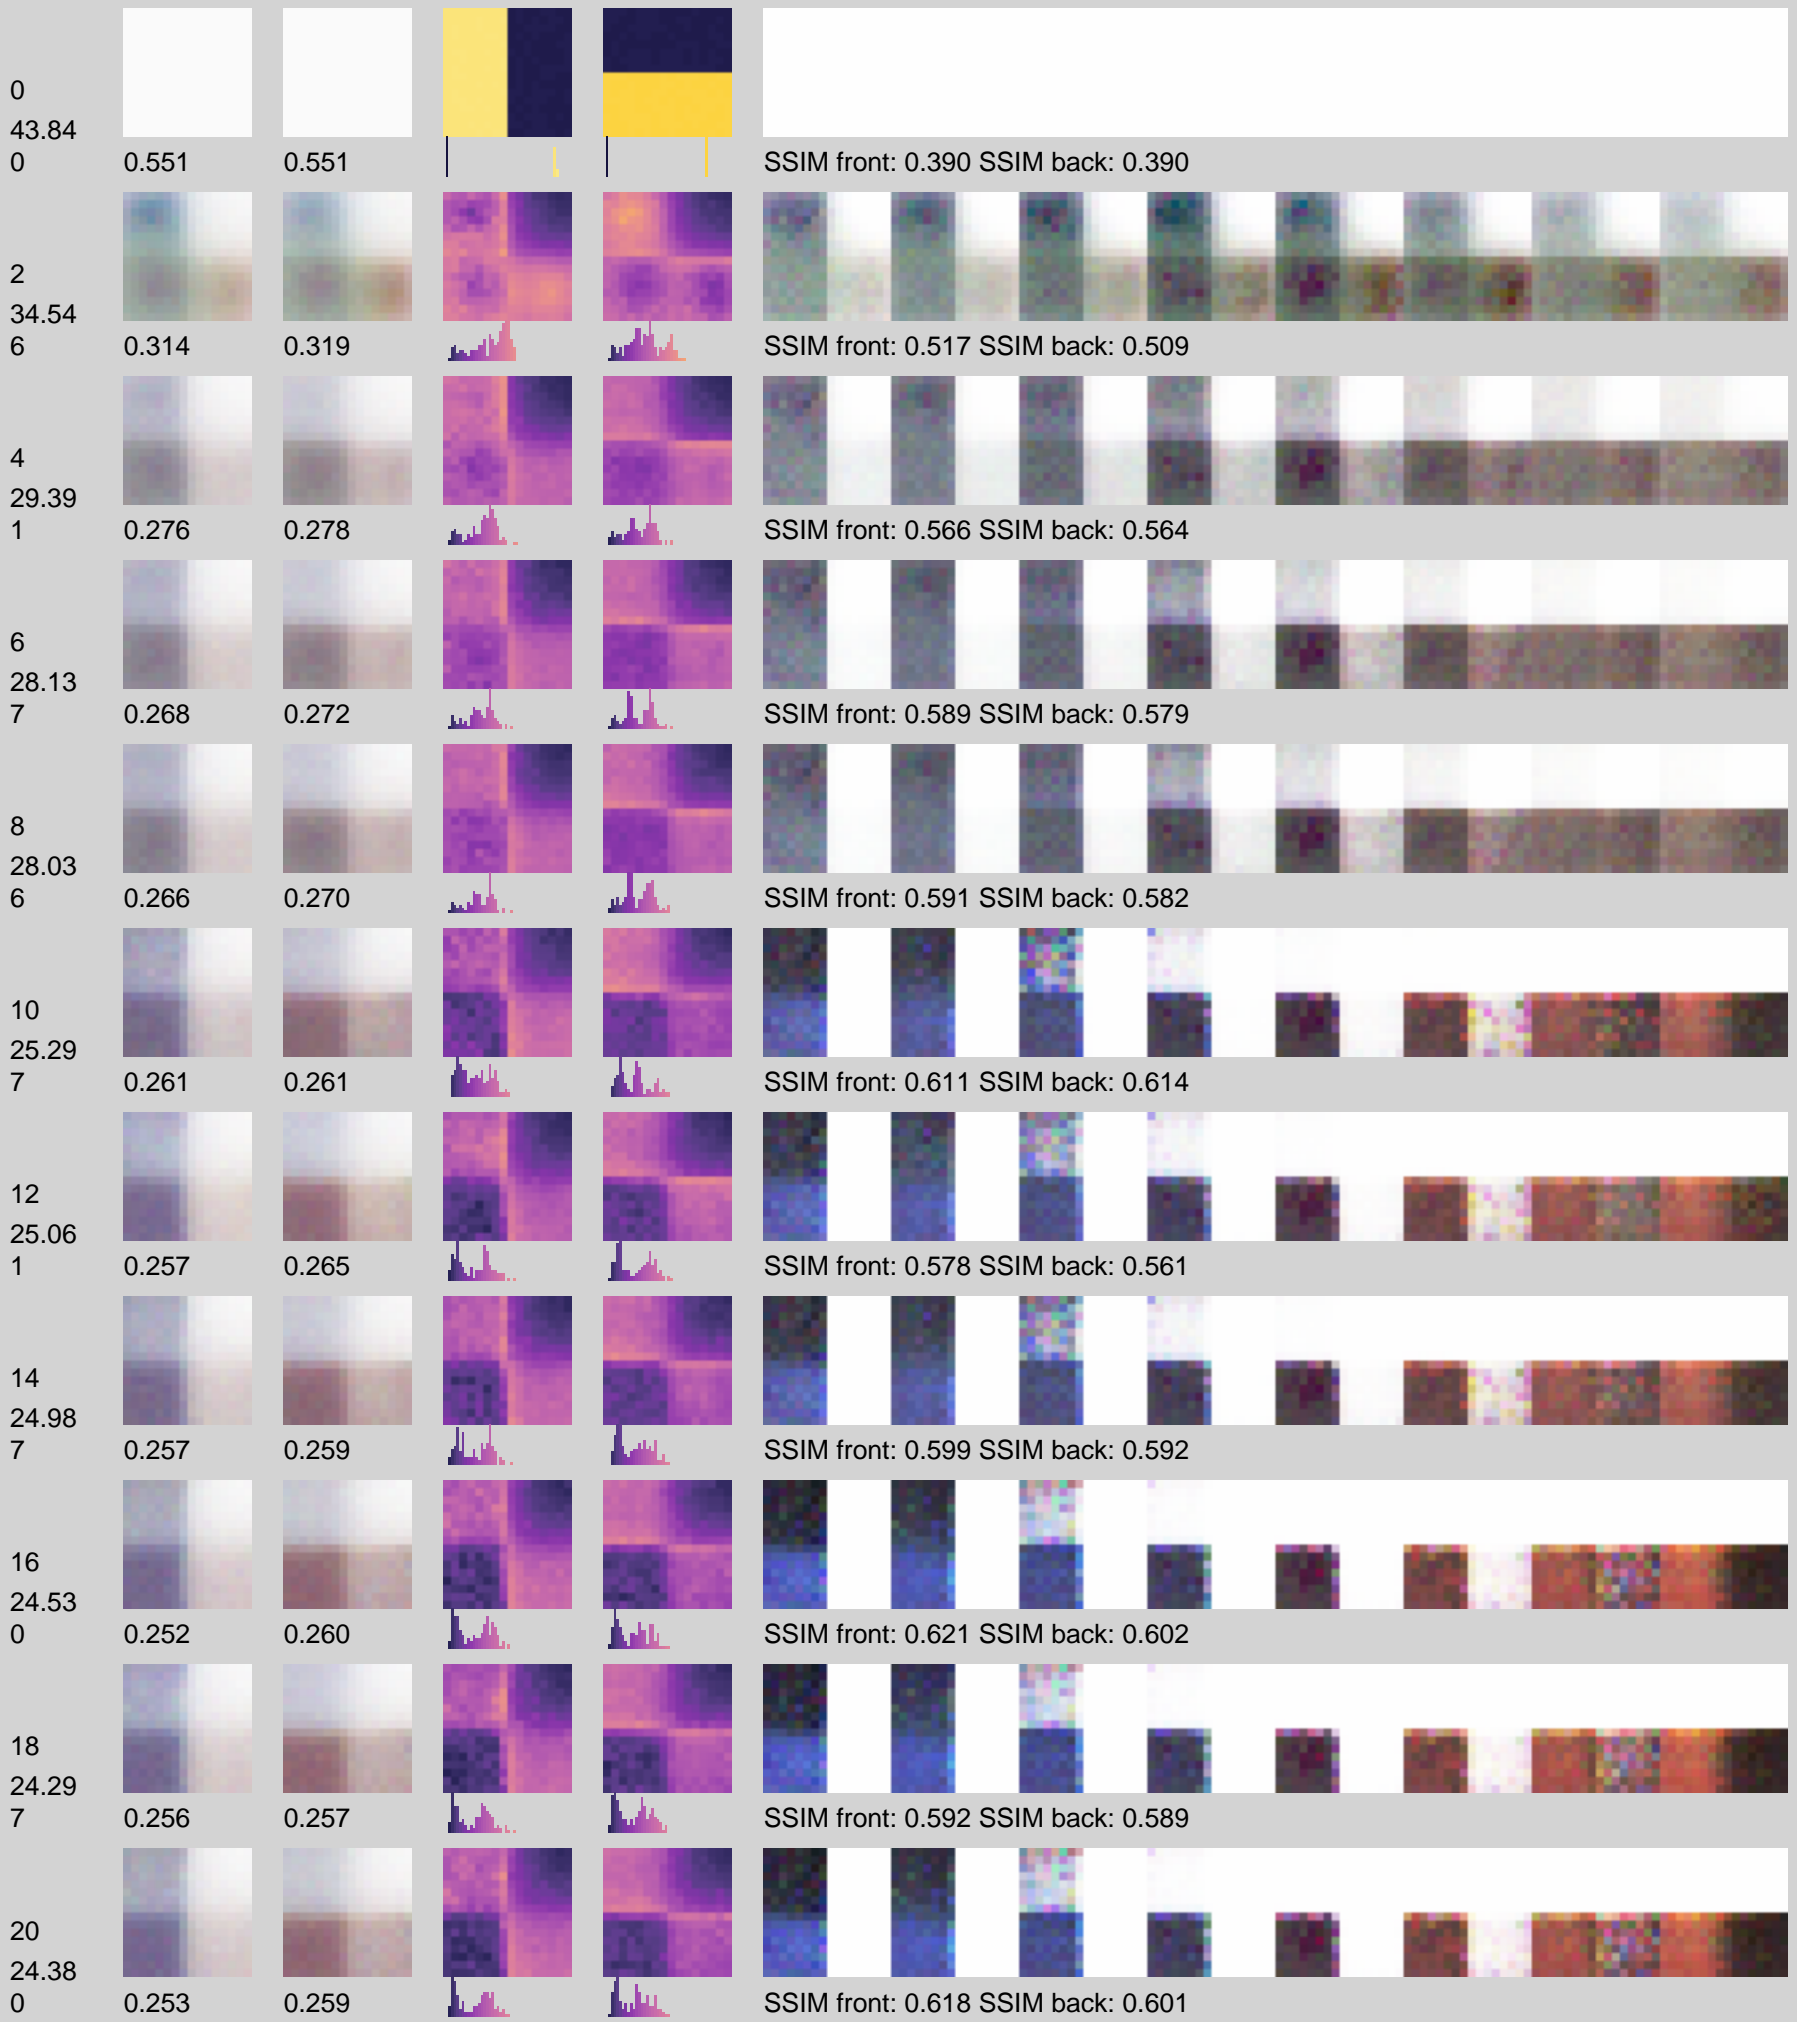 0
43.84
0 0.551 0.551 SSIM front: 0.390 SSIM back: 0.390
2
34.54
6 0.314 0.319 SSIM front: 0.517 SSIM back: 0.509
4
29.39
1 0.276 0.278 SSIM front: 0.566 SSIM back: 0.564
6
28.13
7 0.268 0.272 SSIM front: 0.589 SSIM back: 0.579
8
28.03
6 0.266 0.270 SSIM front: 0.591 SSIM back: 0.582
10
25.29
7 0.261 0.261 SSIM front: 0.611 SSIM back: 0.614
12
25.06
1 0.257 0.265 SSIM front: 0.578 SSIM back: 0.561
14
24.98
7 0.257 0.259 SSIM front: 0.599 SSIM back: 0.592
16
24.53
0 0.252 0.260 SSIM front: 0.621 SSIM back: 0.602
18
24.29
7 0.256 0.257 SSIM front: 0.592 SSIM back: 0.589
20
24.38
0 0.253 0.259 SSIM front: 0.618 SSIM back: 0.601